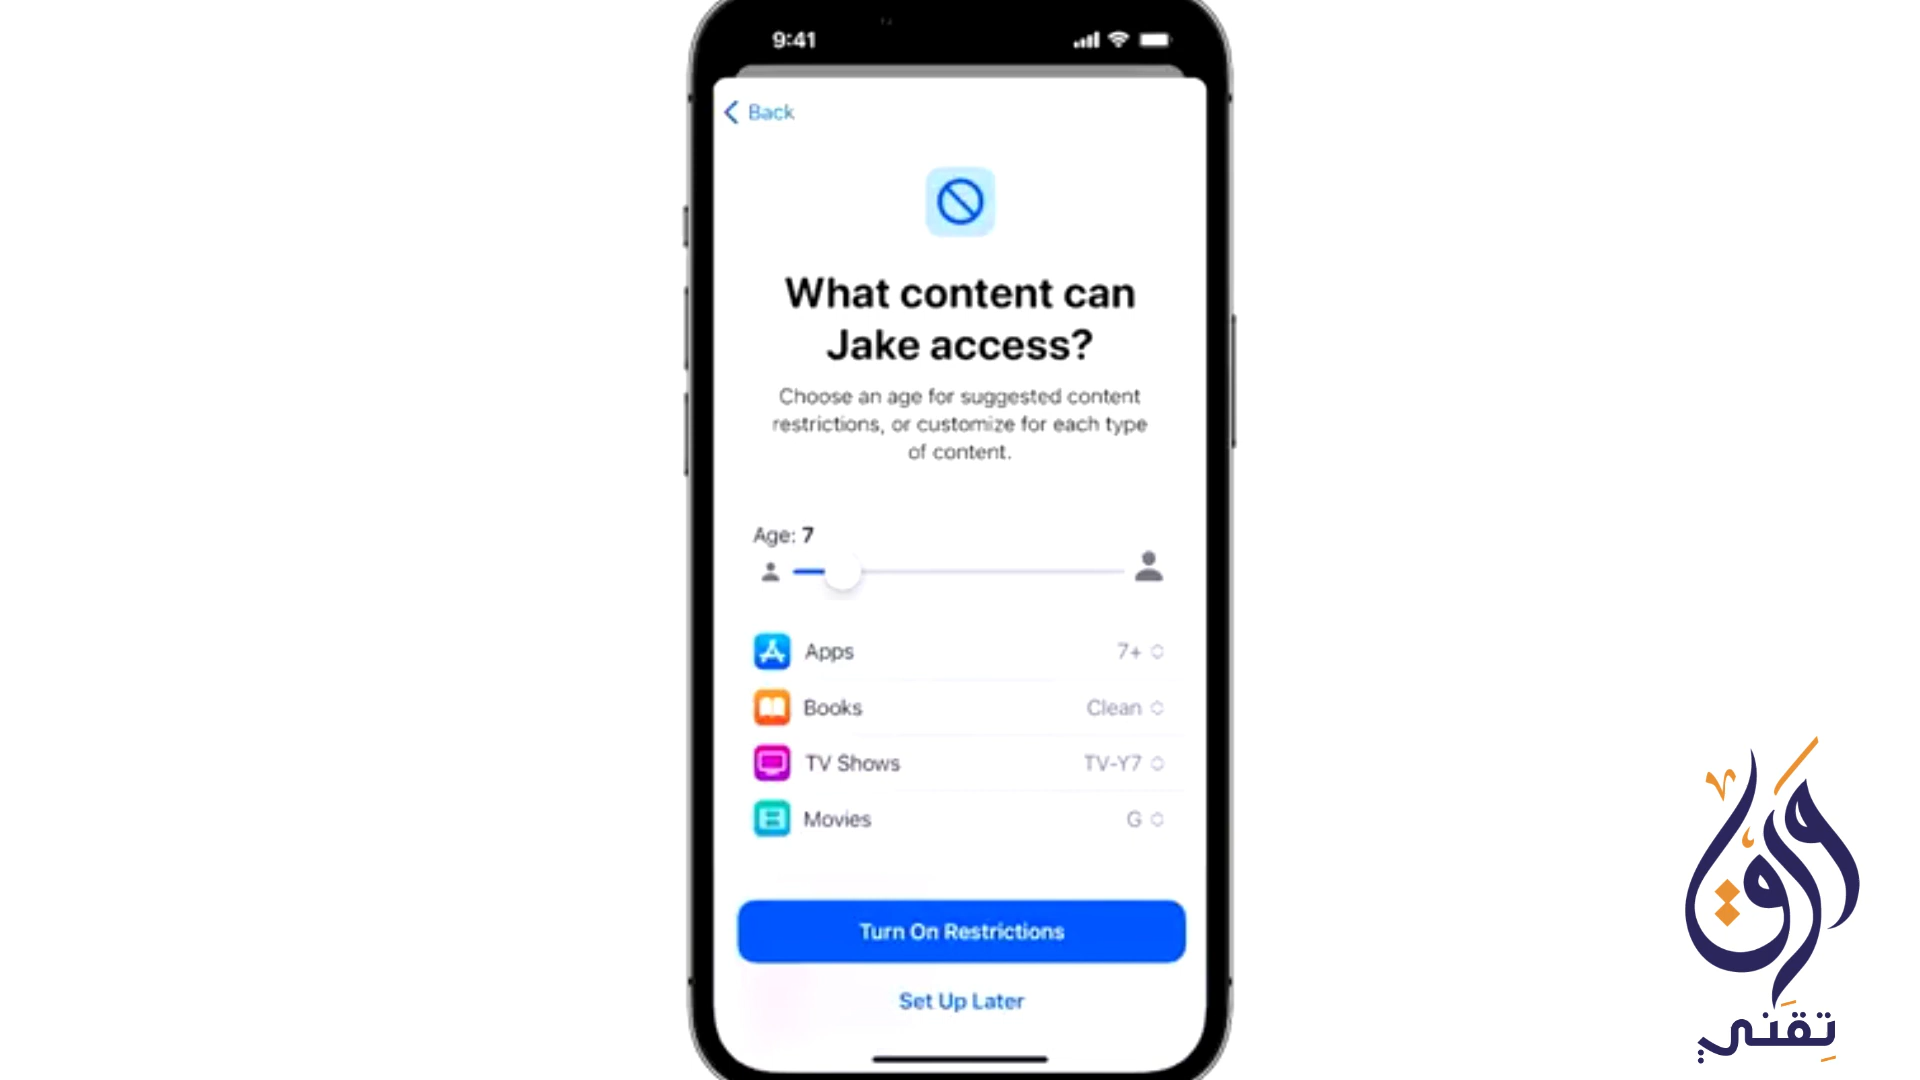 9:41
Back
What content can
Jake access?
Choose an age for suggested content
restrictions, or customize for each type
of content.
Age: 7
Apps 7+
Books Clean
TV Shows TV-Y7
Movies G
Turn On Restrictions
Set Up Later
تِقَني